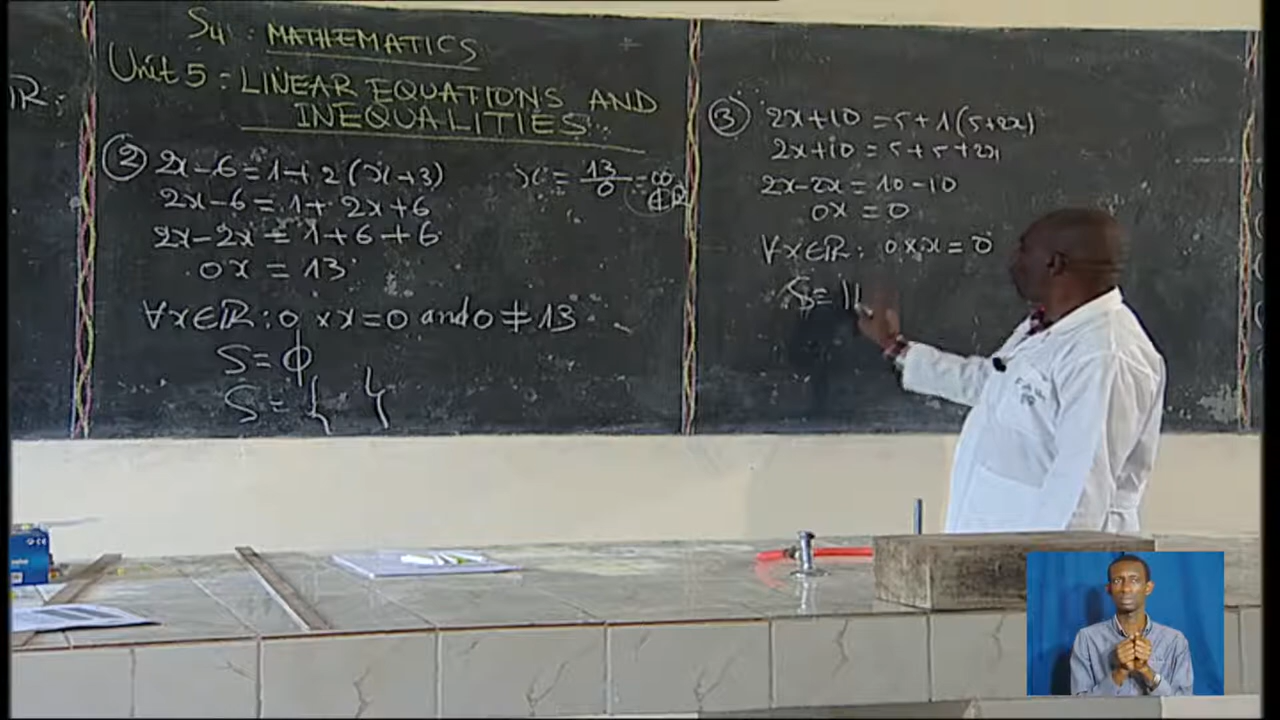 S4 : MATHEMATICS
Unit 5 : LINEAR EQUATIONS AND
INEQUALITIES
R:
② 2x-6=1+2(x+3)
2x-6=1+2x+6
2x-2x=1+6+6
0x=13
∀x∈R: 0 × x=0 and 0≠13
S=∅
S={ }
x=13/0=∞
∉R
③ 2x+10=5+1(5+2x)
2x+10=5+5+2x
2x-2x=10-10
0x=0
∀x∈R: 0×x=0
S=